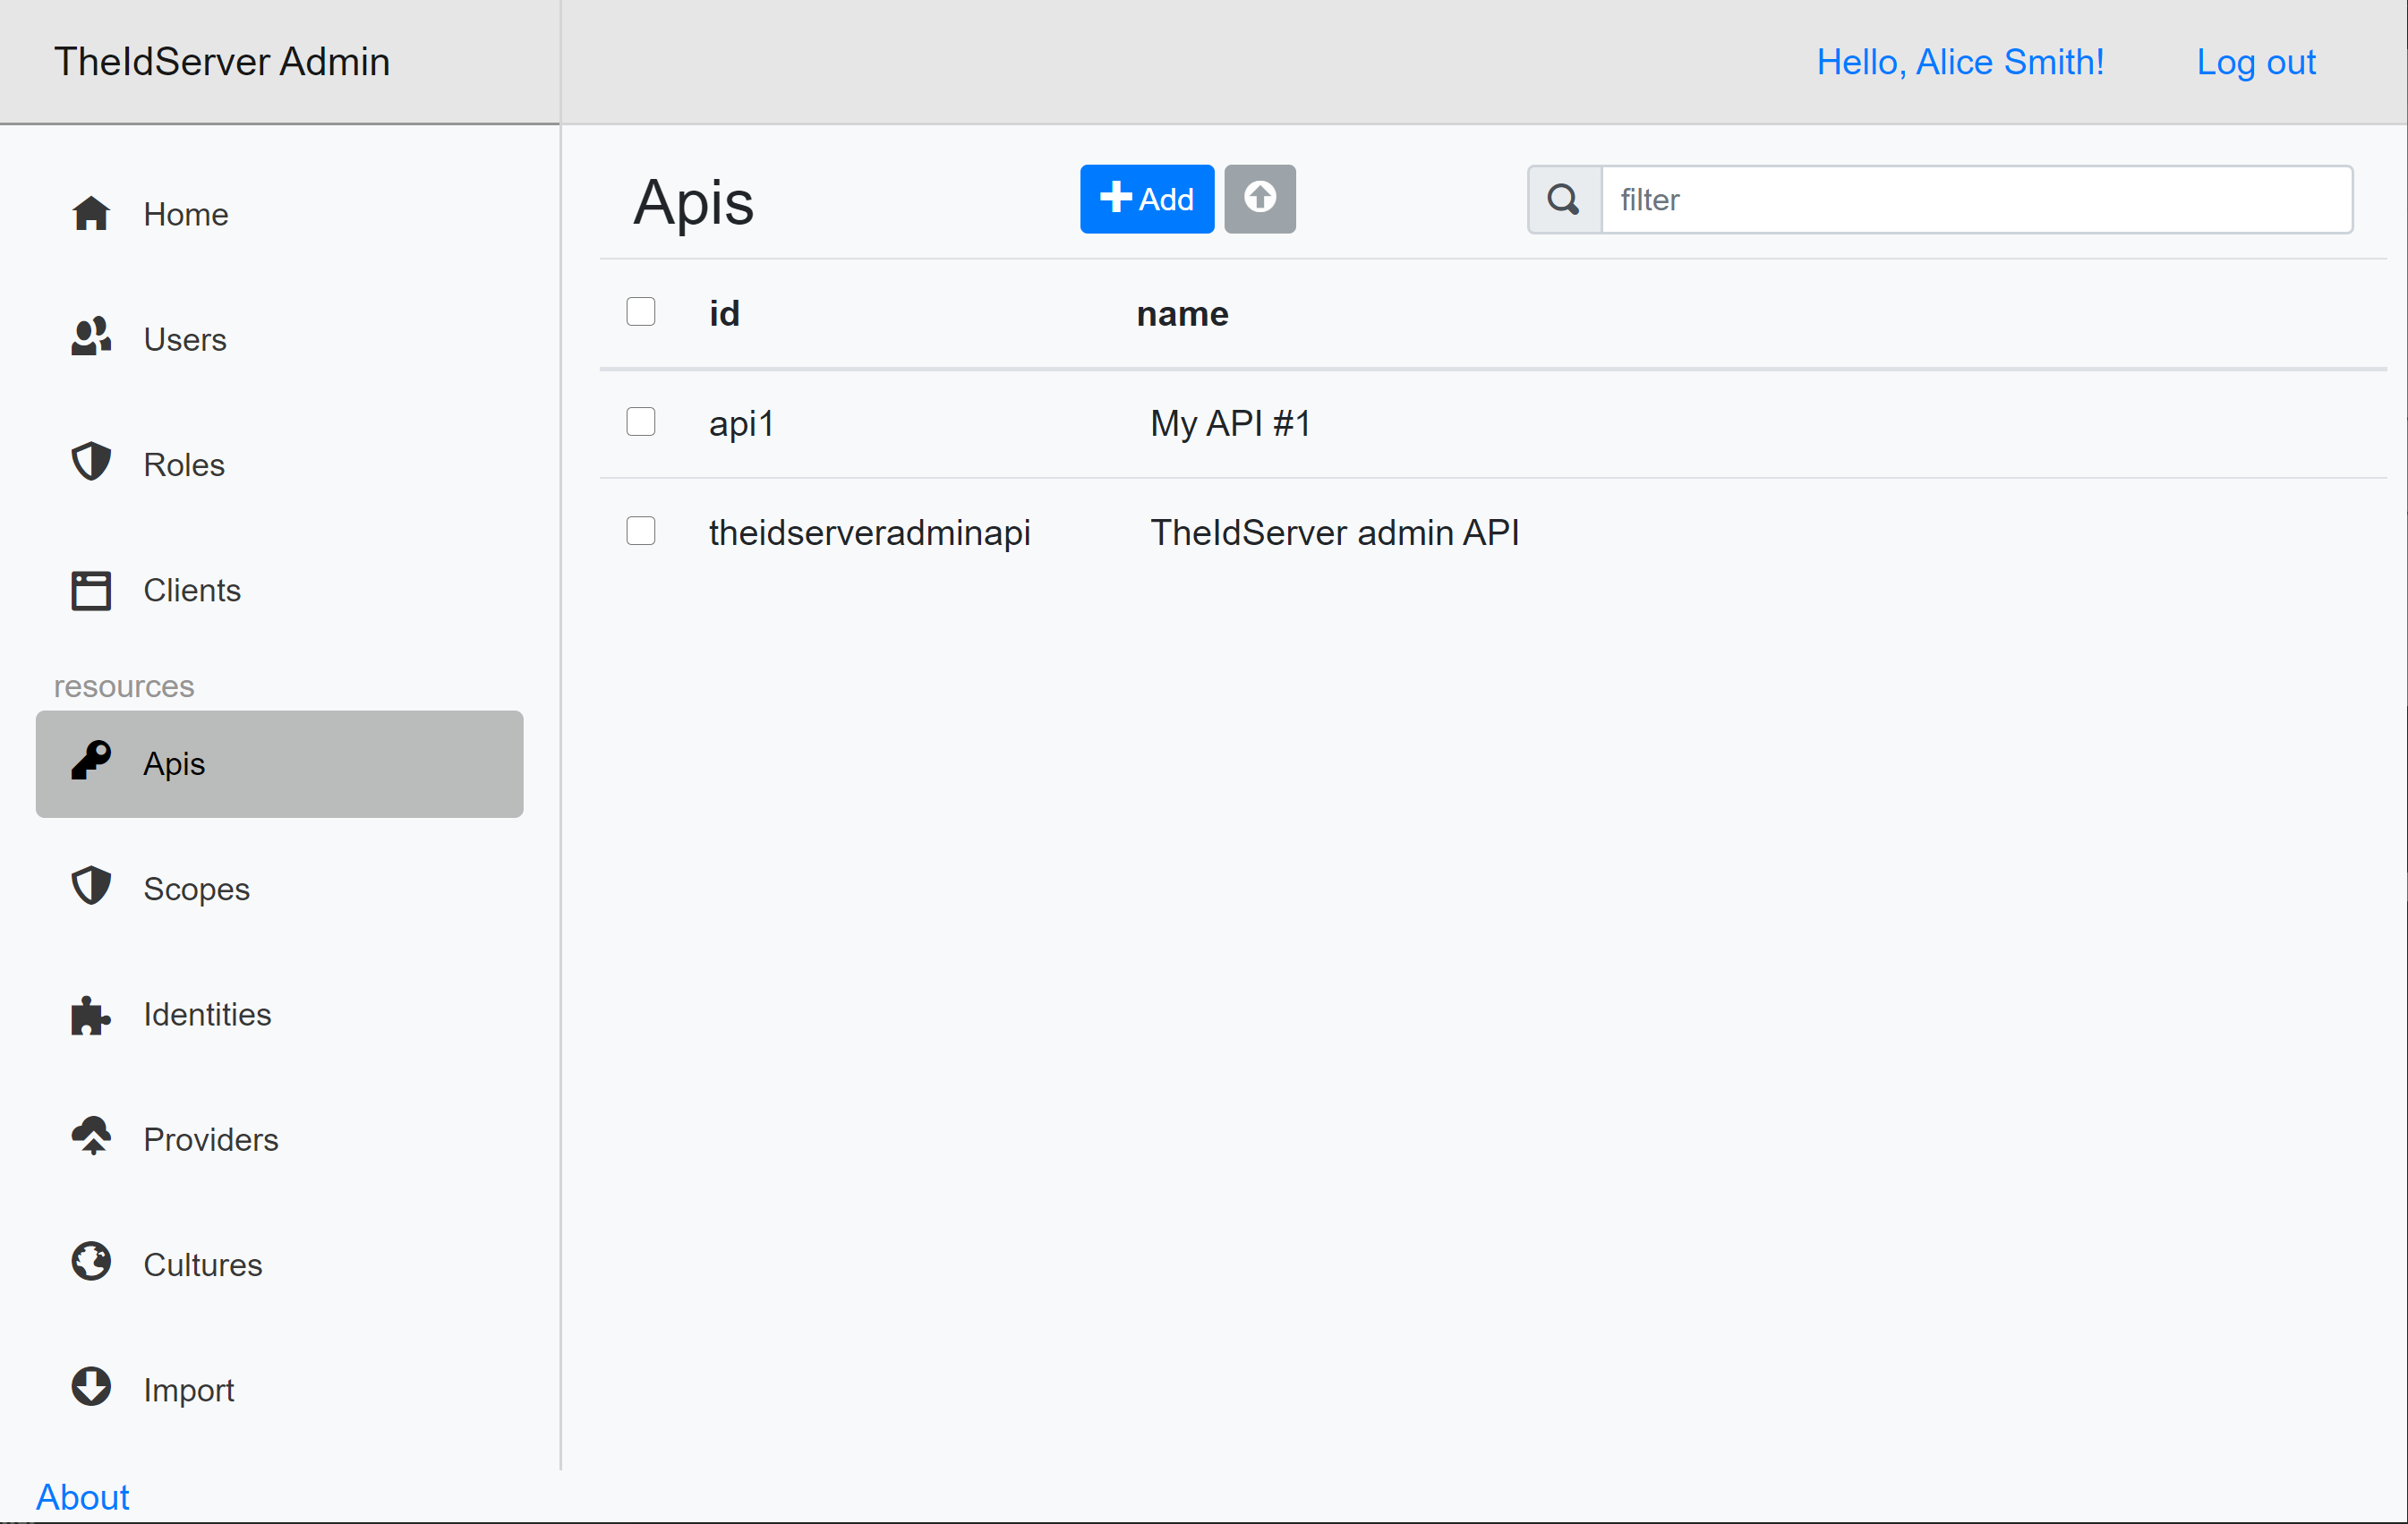 TheIdServer Admin
Hello, Alice Smith!
Log out
Home
Users
Roles
Clients
resources
Apis
Scopes
Identities
Providers
Cultures
Import
About
Apis
Add
filter
id name
api1 My API #1
theidserveradminapi TheIdServer admin API